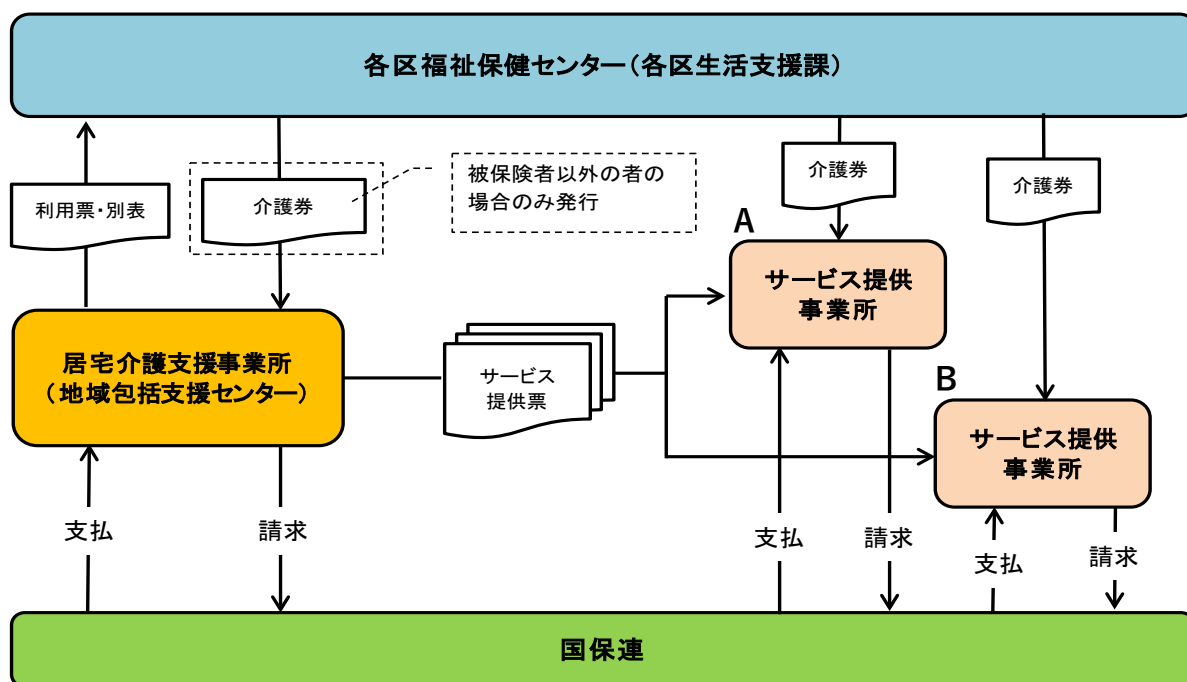 各区福祉保健センター（各区生活支援課）
利用票・別表
介護券
被保険者以外の者の
場合のみ発行
介護券
介護券
A
サービス提供
事業所
居宅介護支援事業所
（地域包括支援センター）
サービス
提供票
B
サービス提供
事業所
支払
請求
支払
請求
支払
請求
国保連